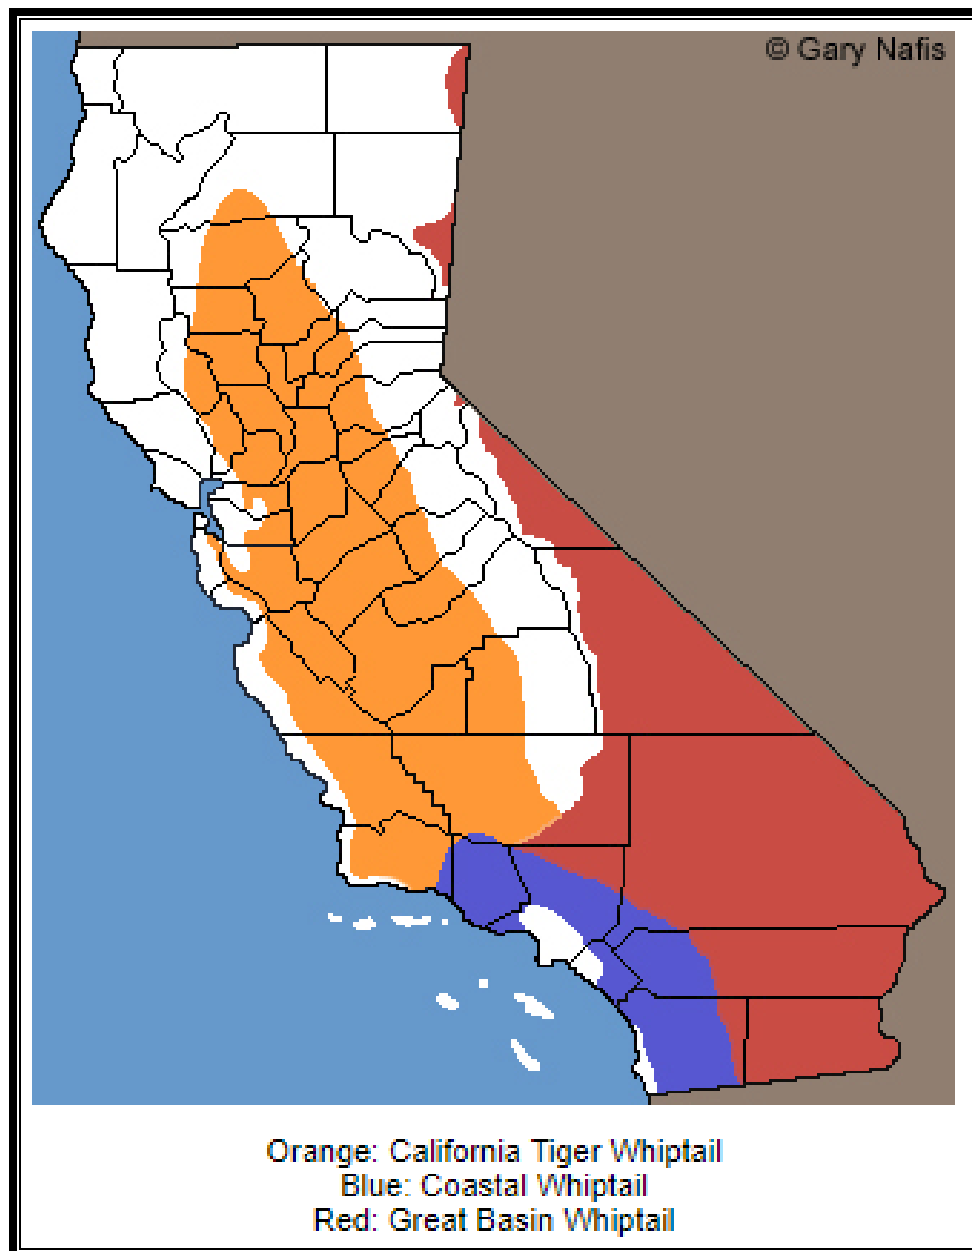 © Gary Nafis
Orange: California Tiger Whiptail
Blue: Coastal Whiptail
Red: Great Basin Whiptail